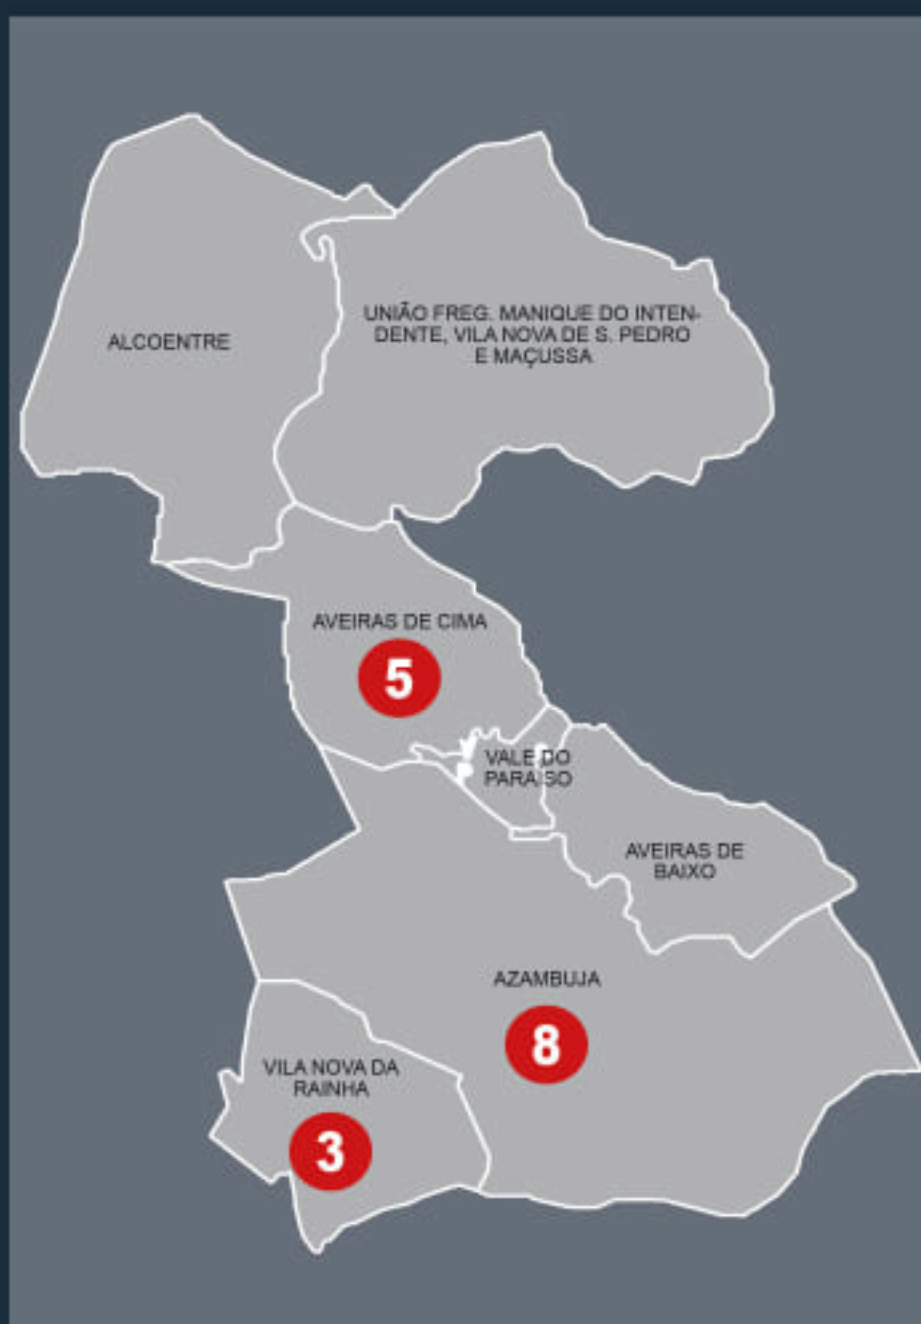 ALCOENTRE
UNIÃO FREG. MANIQUE DO INTEN-
DENTE, VILA NOVA DE S. PEDRO
E MAÇUSSA
AVEIRAS DE CIMA
5
VALE DO
PARAISO
AVEIRAS DE
BAIXO
AZAMBUJA
8
VILA NOVA DA
RAINHA
3